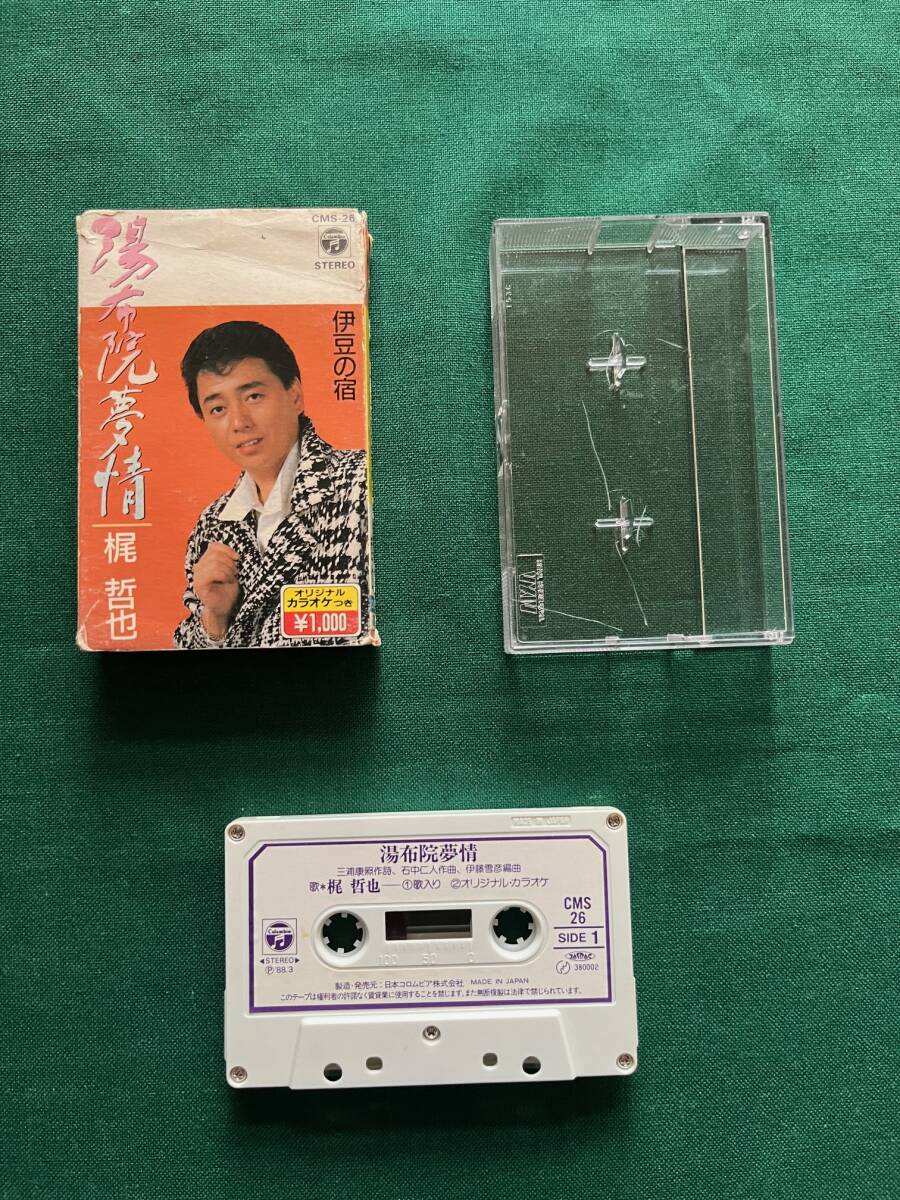 CMS-26
Columbia
STEREO
湯布院夢情
梶 哲也
伊豆の宿
オリジナル
カラオケつき
¥1,000
湯布院夢情
三浦康照作詩、石中仁人作曲、伊藤雪彦編曲
歌*梶 哲也——①歌入り ②オリジナル・カラオケ
Columbia
◀STEREO▶
Ⓟ'88.3
CMS
26
SIDE 1
380002
100 50 0
製造・発売元:日本コロムビア株式会社 MADE IN JAPAN
このテープは権利者の許諾なく賃貸業に使用することを禁じます。また無断複製は法律で禁じられています。